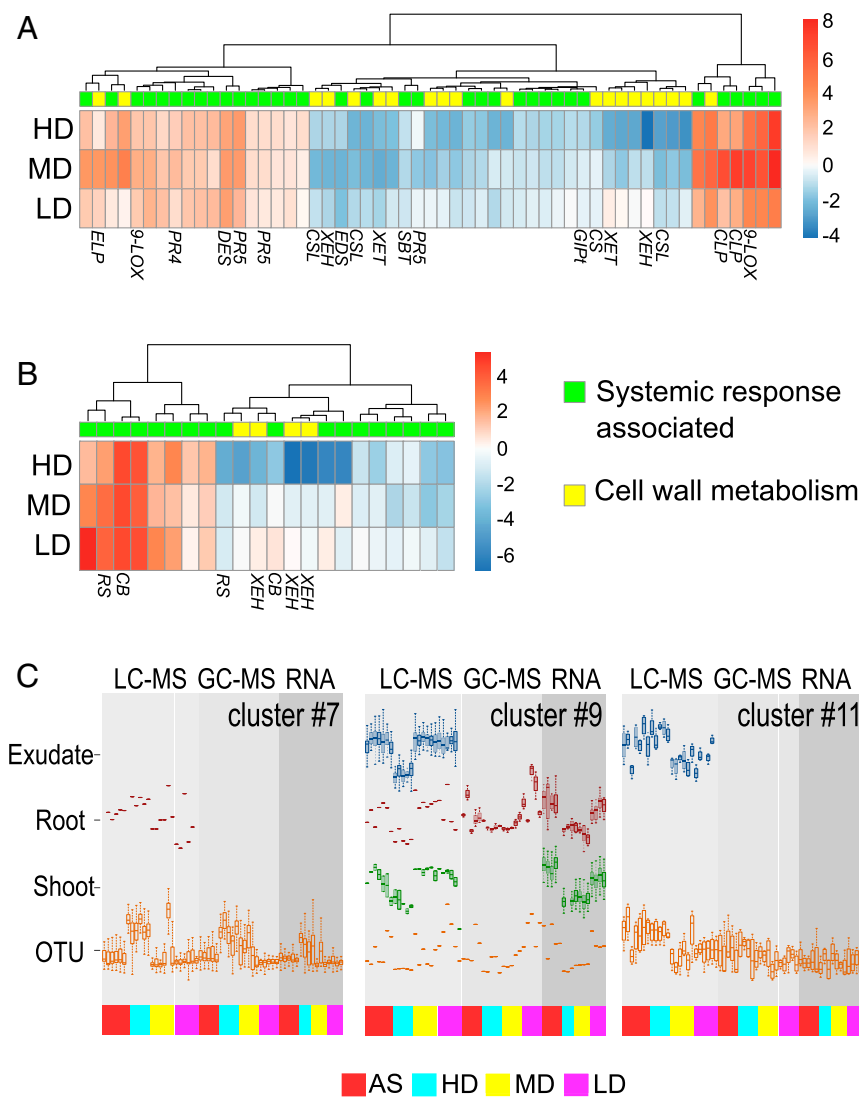 A
8
6
4
2
0
-2
-4
HD
MD
LD
ELP 9-LOX PR4 DES PR5 PR5 CSL XEH EDS CSL XET SBT PR5 GIPt CS XET XEH CSL CLP CLP 9-LOX
B
4
2
0
-2
-4
-6
HD
MD
LD
RS CB RS XEH CB XEH XEH
Systemic response
associated
Cell wall metabolism
C
LC-MS GC-MS RNA LC-MS GC-MS RNA LC-MS GC-MS RNA
cluster #7 cluster #9 cluster #11
Exudate
Root
Shoot
OTU
AS HD MD LD